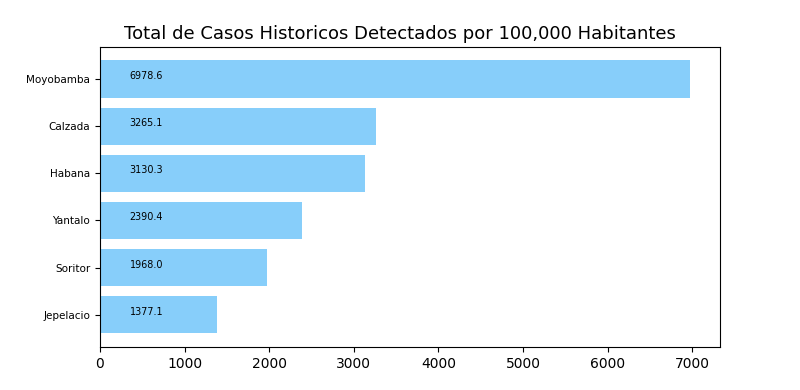 Total de Casos Historicos Detectados por 100,000 Habitantes
Moyobamba 6978.6
Calzada 3265.1
Habana 3130.3
Yantalo 2390.4
Soritor 1968.0
Jepelacio 1377.1
0 1000 2000 3000 4000 5000 6000 7000